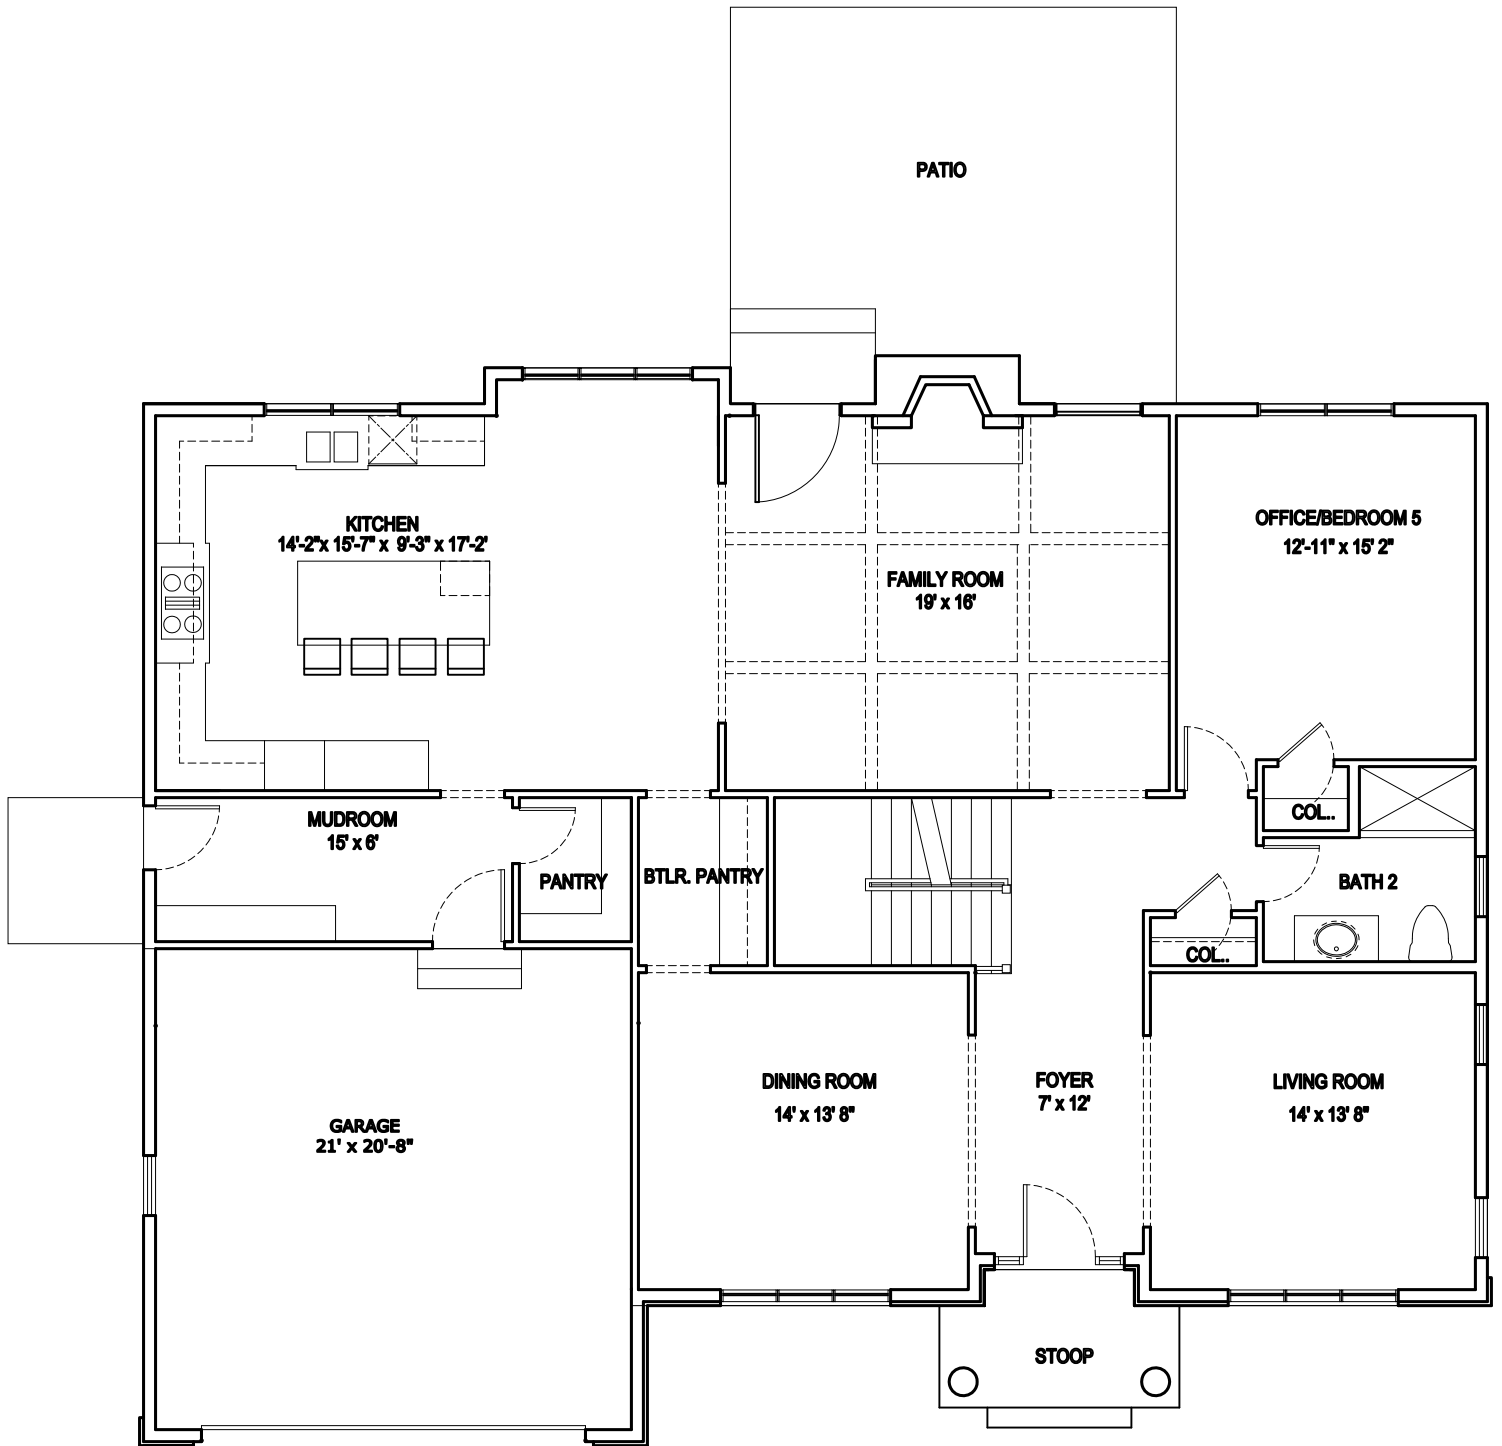 PATIO
KITCHEN
14'-2"x 15'-7" x 9'-3" x 17'-2'
OFFICE/BEDROOM 5
12'-11" x 15' 2"
FAMILY ROOM
19' x 16'
MUDROOM
15' x 6'
COL..
PANTRY
BTLR. PANTRY
BATH 2
COL..
DINING ROOM
14' x 13' 8"
FOYER
7' x 12'
LIVING ROOM
14' x 13' 8"
GARAGE
21' x 20'-8"
STOOP